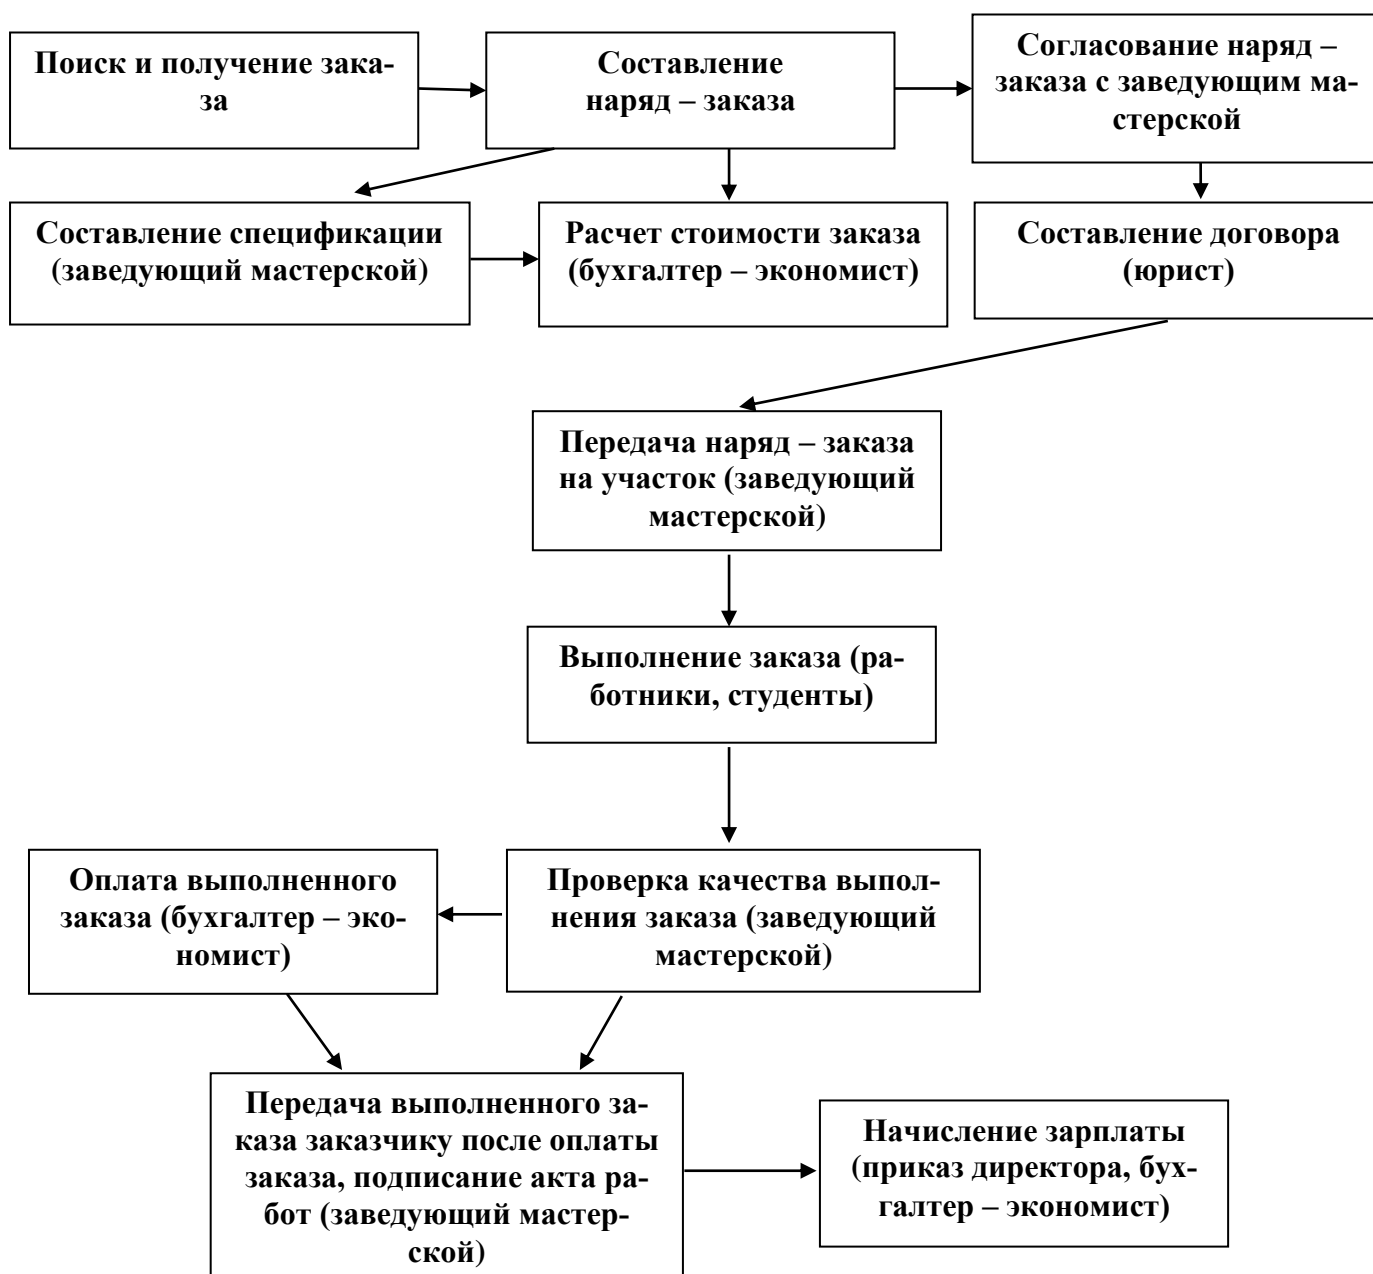 Поиск и получение зака-
за
Составление
наряд – заказа
Согласование наряд –
заказа с заведующим ма-
стерской
Составление спецификации
(заведующий мастерской)
Расчет стоимости заказа
(бухгалтер – экономист)
Составление договора
(юрист)
Передача наряд – заказа
на участок (заведующий
мастерской)
Выполнение заказа (ра-
ботники, студенты)
Оплата выполненного
заказа (бухгалтер – эко-
номист)
Проверка качества выпол-
нения заказа (заведующий
мастерской)
Передача выполненного за-
каза заказчику после оплаты
заказа, подписание акта ра-
бот (заведующий мастер-
ской)
Начисление зарплаты
(приказ директора, бух-
галтер – экономист)